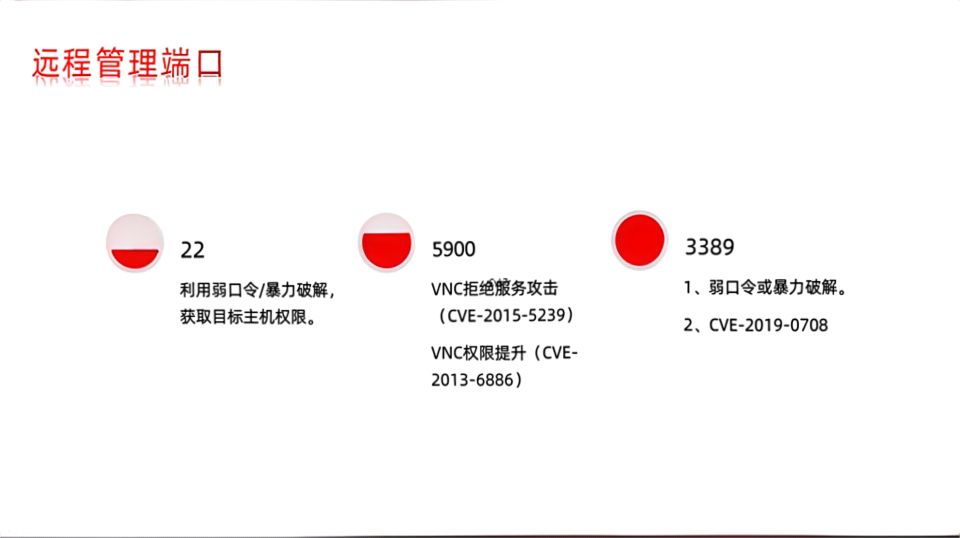 远程管理端口
22
利用弱口令/暴力破解，
获取目标主机权限。
5900
VNC拒绝服务攻击
（CVE-2015-5239）
VNC权限提升（CVE-
2013-6886）
3389
1、弱口令或暴力破解。
2、CVE-2019-0708